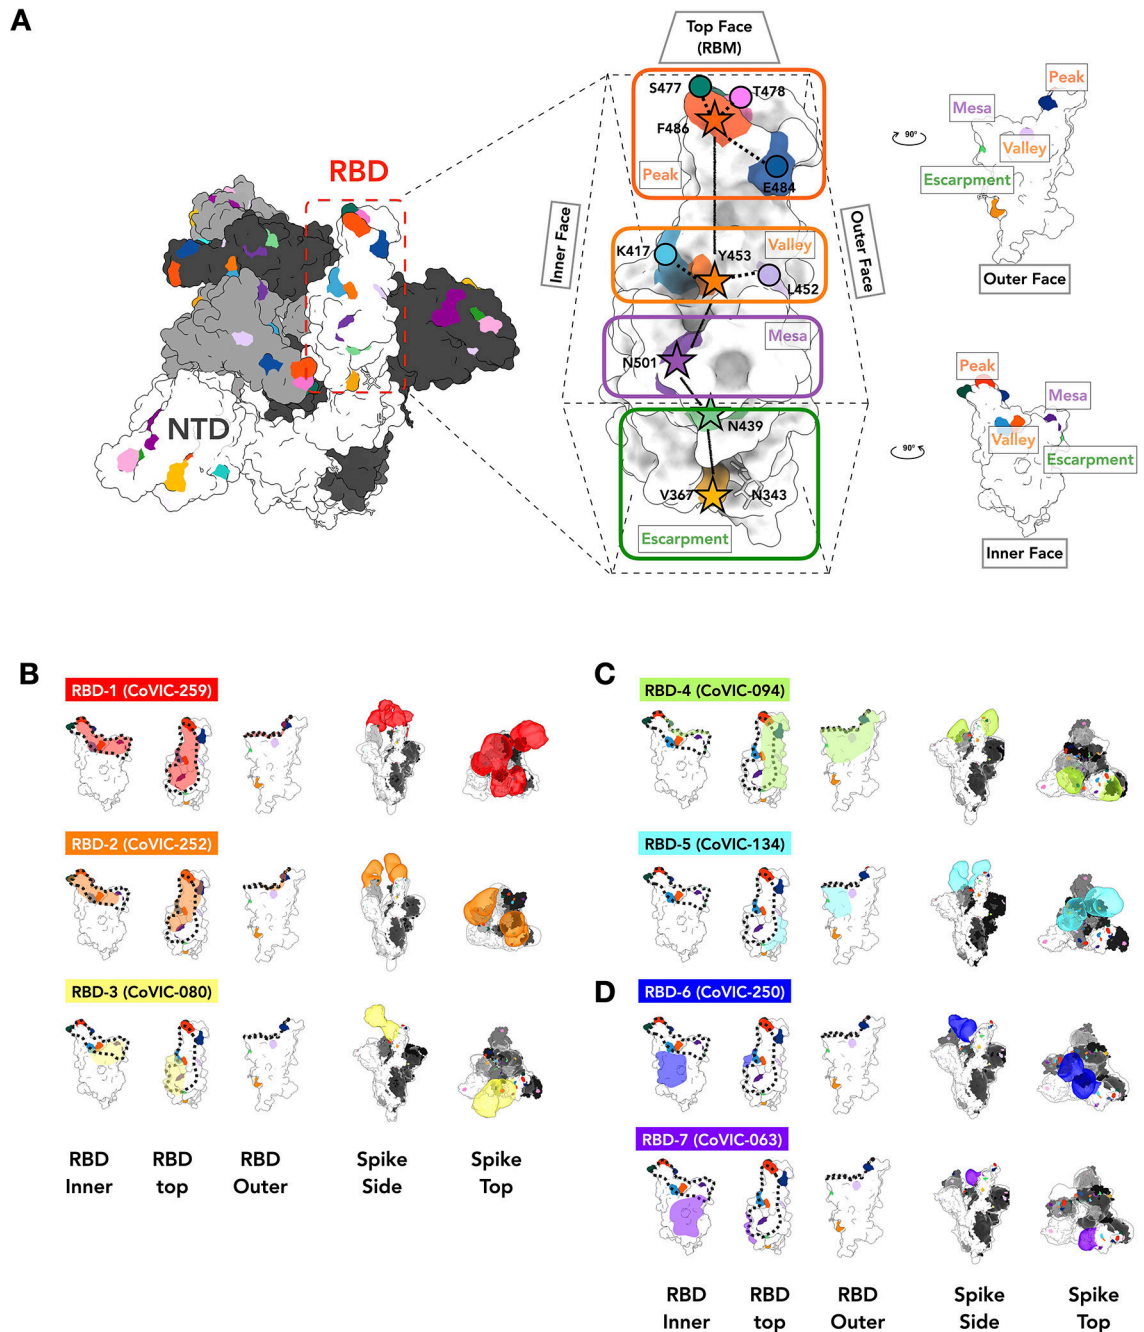 A
Top Face
(RBM)
S477
T478
F486
E484
Peak
RBD
NTD
Inner Face
Outer Face
K417
Y453
Valley
L452
N501
Mesa
N439
V367
N343
Escarpment
90°
Peak
Mesa
Valley
Escarpment
Outer Face
90°
Peak
Mesa
Valley
Escarpment
Inner Face
B
RBD-1 (CoVIC-259)
RBD-2 (CoVIC-252)
RBD-3 (CoVIC-080)
RBD
Inner
RBD
top
RBD
Outer
Spike
Side
Spike
Top
C
RBD-4 (CoVIC-094)
RBD-5 (CoVIC-134)
D
RBD-6 (CoVIC-250)
RBD-7 (CoVIC-063)
RBD
Inner
RBD
top
RBD
Outer
Spike
Side
Spike
Top